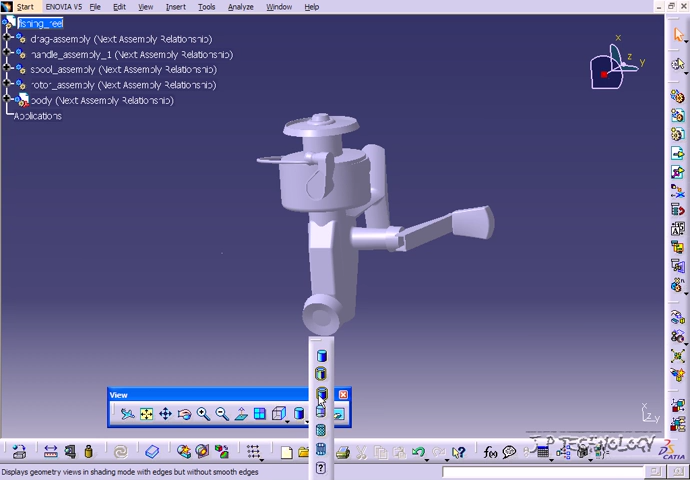 Start ENOVIA V5 File Edit View Insert Tools Analyze Window Help
fishing_reel
drag-assembly (Next Assembly Relationship)
handle_assembly_1 (Next Assembly Relationship)
spool_assembly (Next Assembly Relationship)
rotor_assembly (Next Assembly Relationship)
body (Next Assembly Relationship)
Applications
x
z
y
View
x
z y
CATIA
Displays geometry views in shading mode with edges but without smooth edges